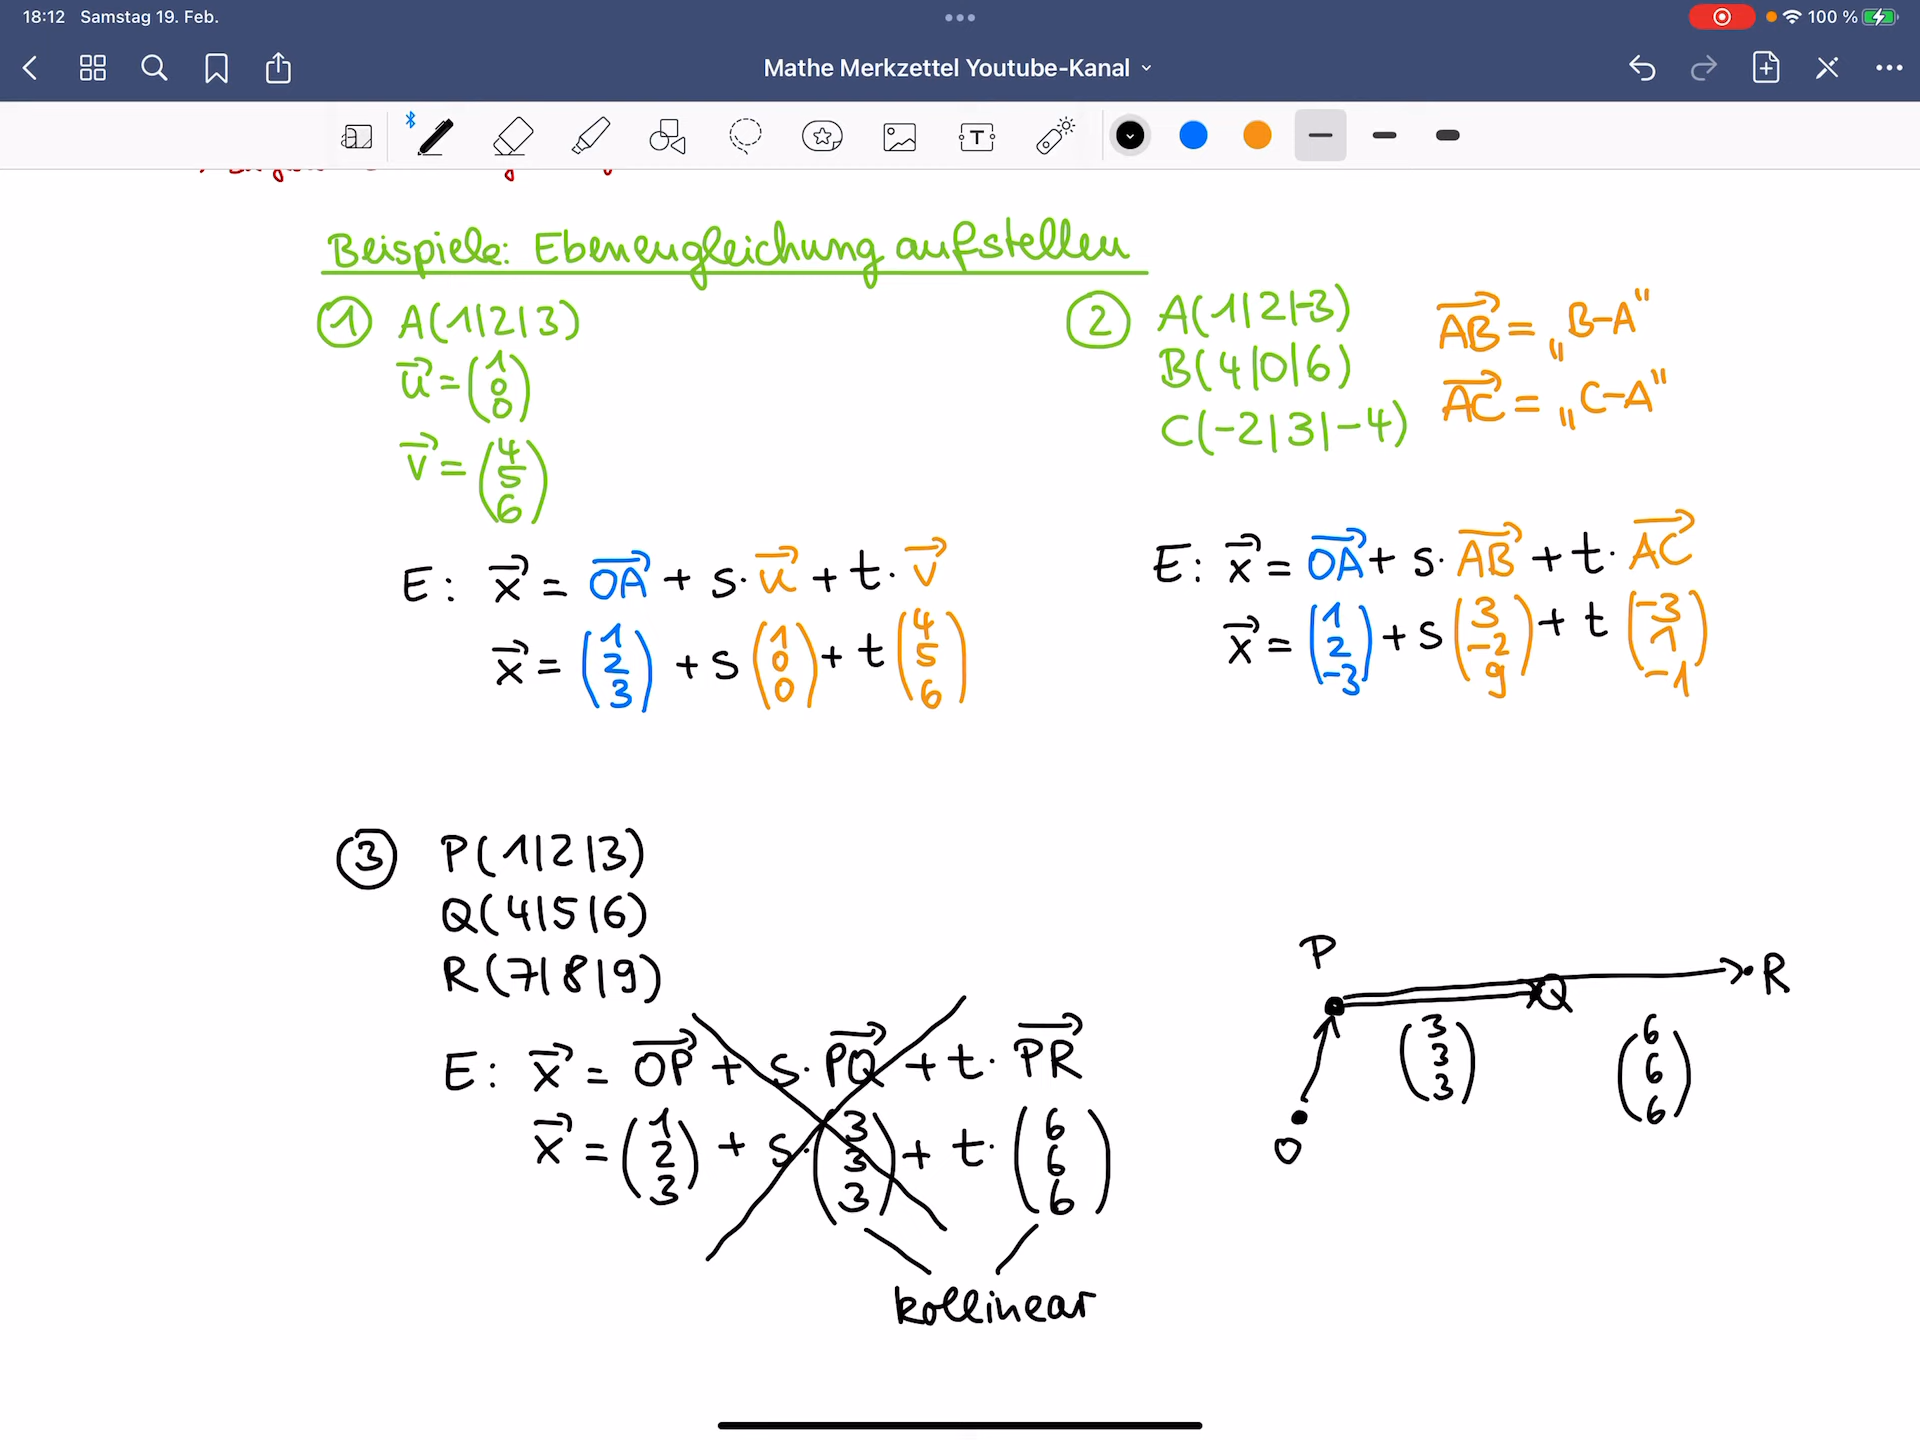 18:12 Samstag 19. Feb.
100 %
Mathe Merkzettel Youtube-Kanal
Beispiele: Ebenengleichung aufstellen
① A(1|2|3)
u⃗ = (1 0 0)
v⃗ = (4 5 6)
E: x⃗ = OA⃗ + s· u⃗ + t· v⃗
x⃗ = (1 2 3) + s (1 0 0) + t (4 5 6)
② A(1|2|-3)
B(4|0|6)
C(-2|3|-4)
AB⃗ = „B-A"
AC⃗ = „C-A"
E: x⃗ = OA⃗ + s· AB⃗ + t· AC⃗
x⃗ = (1 2 -3) + s (3 -2 9) + t (-3 1 -1)
③ P(1|2|3)
Q(4|5|6)
R(7|8|9)
E: x⃗ = OP⃗ + s· PQ⃗ + t· PR⃗
x⃗ = (1 2 3) + s· (3 3 3) + t· (6 6 6)
kollinear
P
Q
R
(3 3 3)
(6 6 6)
O